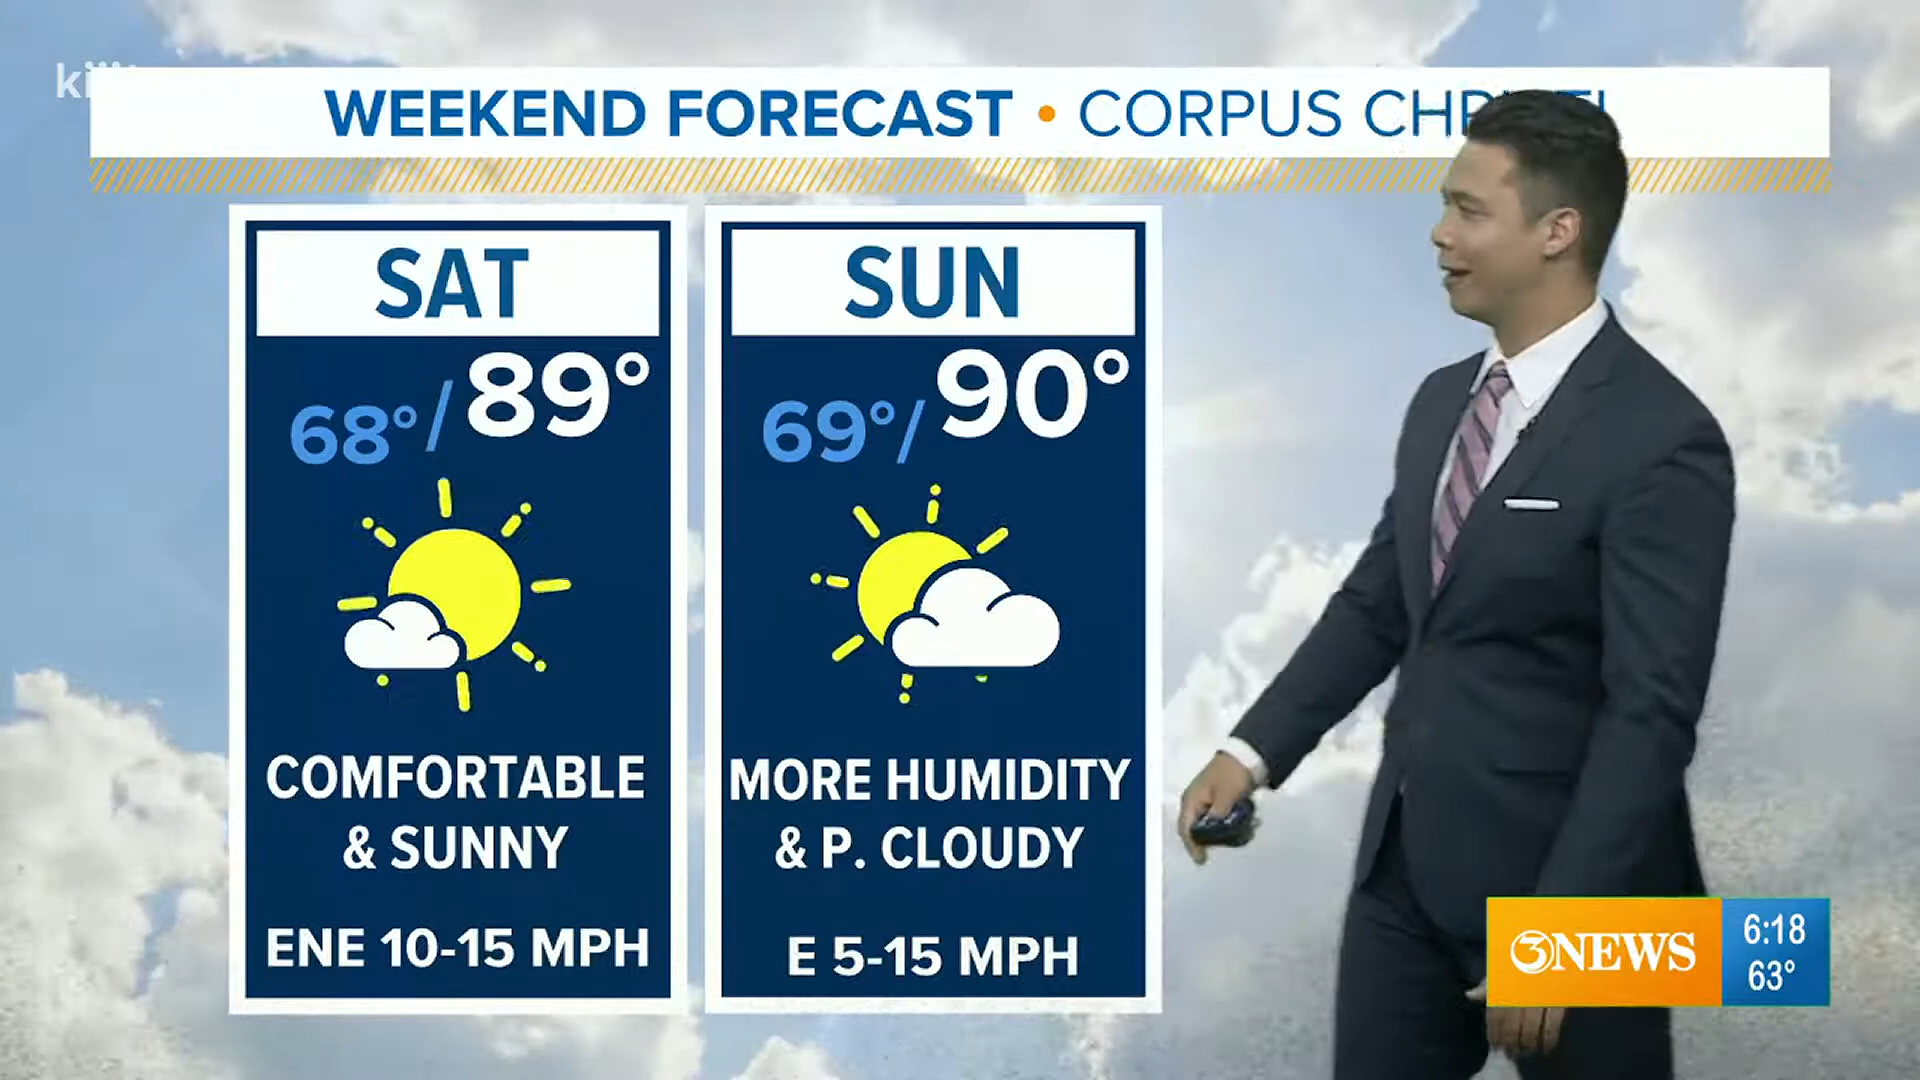 WEEKEND FORECAST • CORPUS
SAT
68°/89°
COMFORTABLE
& SUNNY
ENE 10-15 MPH
SUN
69°/90°
MORE HUMIDITY
& P. CLOUDY
E 5-15 MPH
3NEWS
6:18
63°